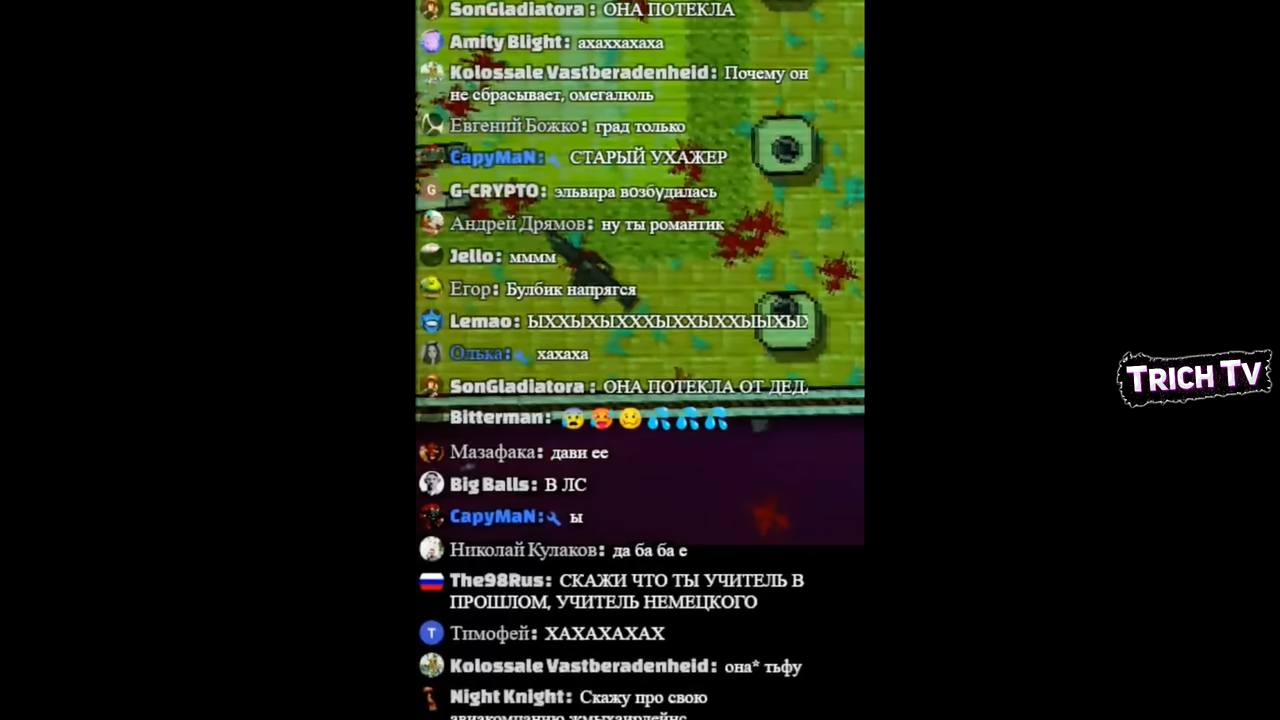 SonGladiatora : ОНА ПОТЕКЛА
Amity Blight: ахаххахаха
Kolossale Vastberadenheid: Почему он
не сбрасывает, омегалюль
Евгений Божко: град только
CapyMaN: СТАРЫЙ УХАЖЕР
G G-CRYPTO: эльвира возбудилась
Андрей Дрямов: ну ты романтик
Jello: мммм
Егор: Булбик напрягся
Lemao: ЫХХЫХЫХХХЫХХЫХХЫЫХЫХ
Олька: хахаха
SonGladiatora : ОНА ПОТЕКЛА ОТ ДЕД
Bitterman: 😰🥵🥴💦💦💦
Мазафака: дави ее
Big Balls: В ЛС
CapyMaN: ы
Николай Кулаков: да ба ба е
The98Rus: СКАЖИ ЧТО ТЫ УЧИТЕЛЬ В
ПРОШЛОМ, УЧИТЕЛЬ НЕМЕЦКОГО
T Тимофей: ХАХАХАХАХ
Kolossale Vastberadenheid: она* тьфу
Night Knight: Скажу про свою
авиакомпанию жмыхаирлейнс
TRICH TV